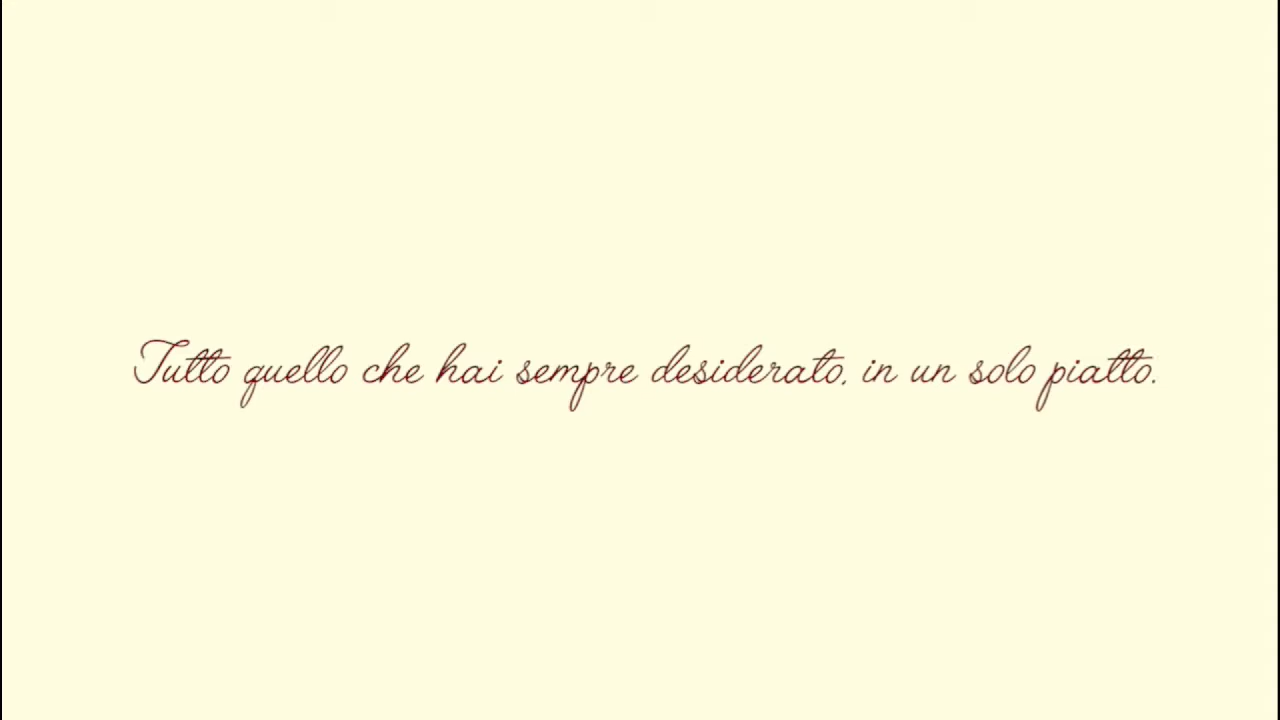 Tutto quello che hai sempre desiderato, in un solo piatto.